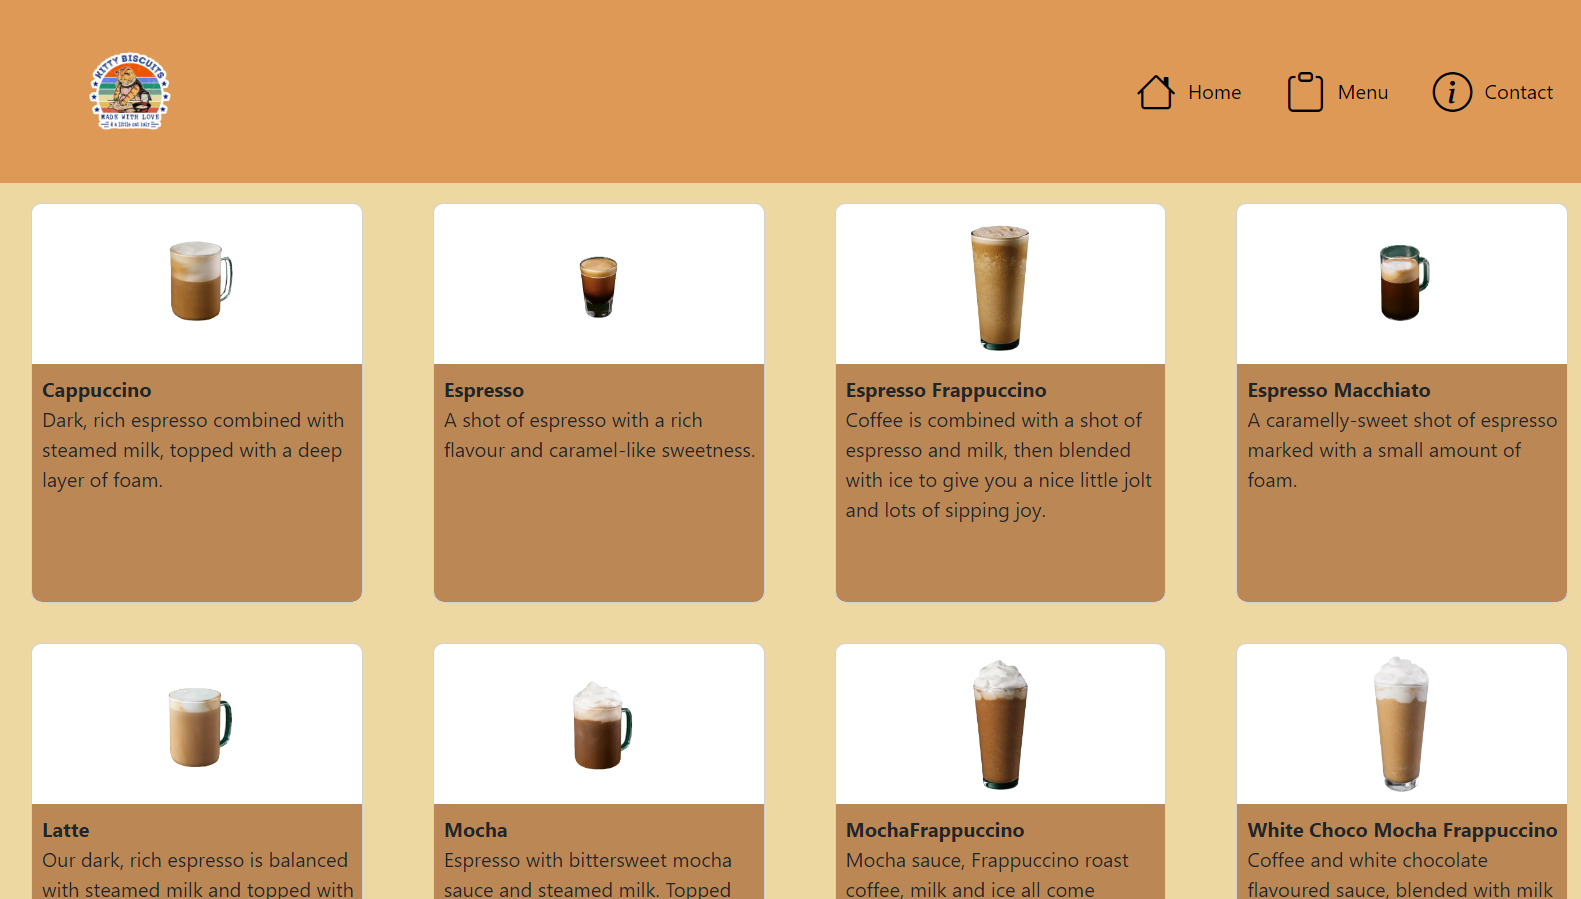 KITTY BISCUITS
MADE WITH LOVE
& a little cat hair
Home
Menu
Contact
Cappuccino
Dark, rich espresso combined with
steamed milk, topped with a deep
layer of foam.
Espresso
A shot of espresso with a rich
flavour and caramel-like sweetness.
Espresso Frappuccino
Coffee is combined with a shot of
espresso and milk, then blended
with ice to give you a nice little jolt
and lots of sipping joy.
Espresso Macchiato
A caramelly-sweet shot of espresso
marked with a small amount of
foam.
Latte
Our dark, rich espresso is balanced
with steamed milk and topped with
Mocha
Espresso with bittersweet mocha
sauce and steamed milk. Topped
MochaFrappuccino
Mocha sauce, Frappuccino roast
coffee, milk and ice all come
White Choco Mocha Frappuccino
Coffee and white chocolate
flavoured sauce, blended with milk